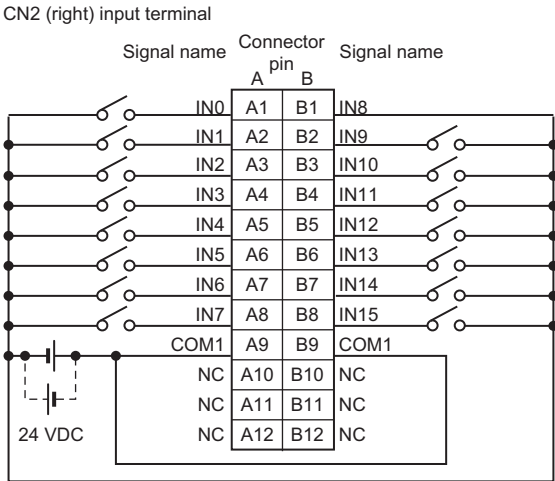 CN2 (right) input terminal
Signal name Connector pin Signal name
A B
IN0 A1 B1 IN8
IN1 A2 B2 IN9
IN2 A3 B3 IN10
IN3 A4 B4 IN11
IN4 A5 B5 IN12
IN5 A6 B6 IN13
IN6 A7 B7 IN14
IN7 A8 B8 IN15
COM1 A9 B9 COM1
NC A10 B10 NC
NC A11 B11 NC
24 VDC NC A12 B12 NC